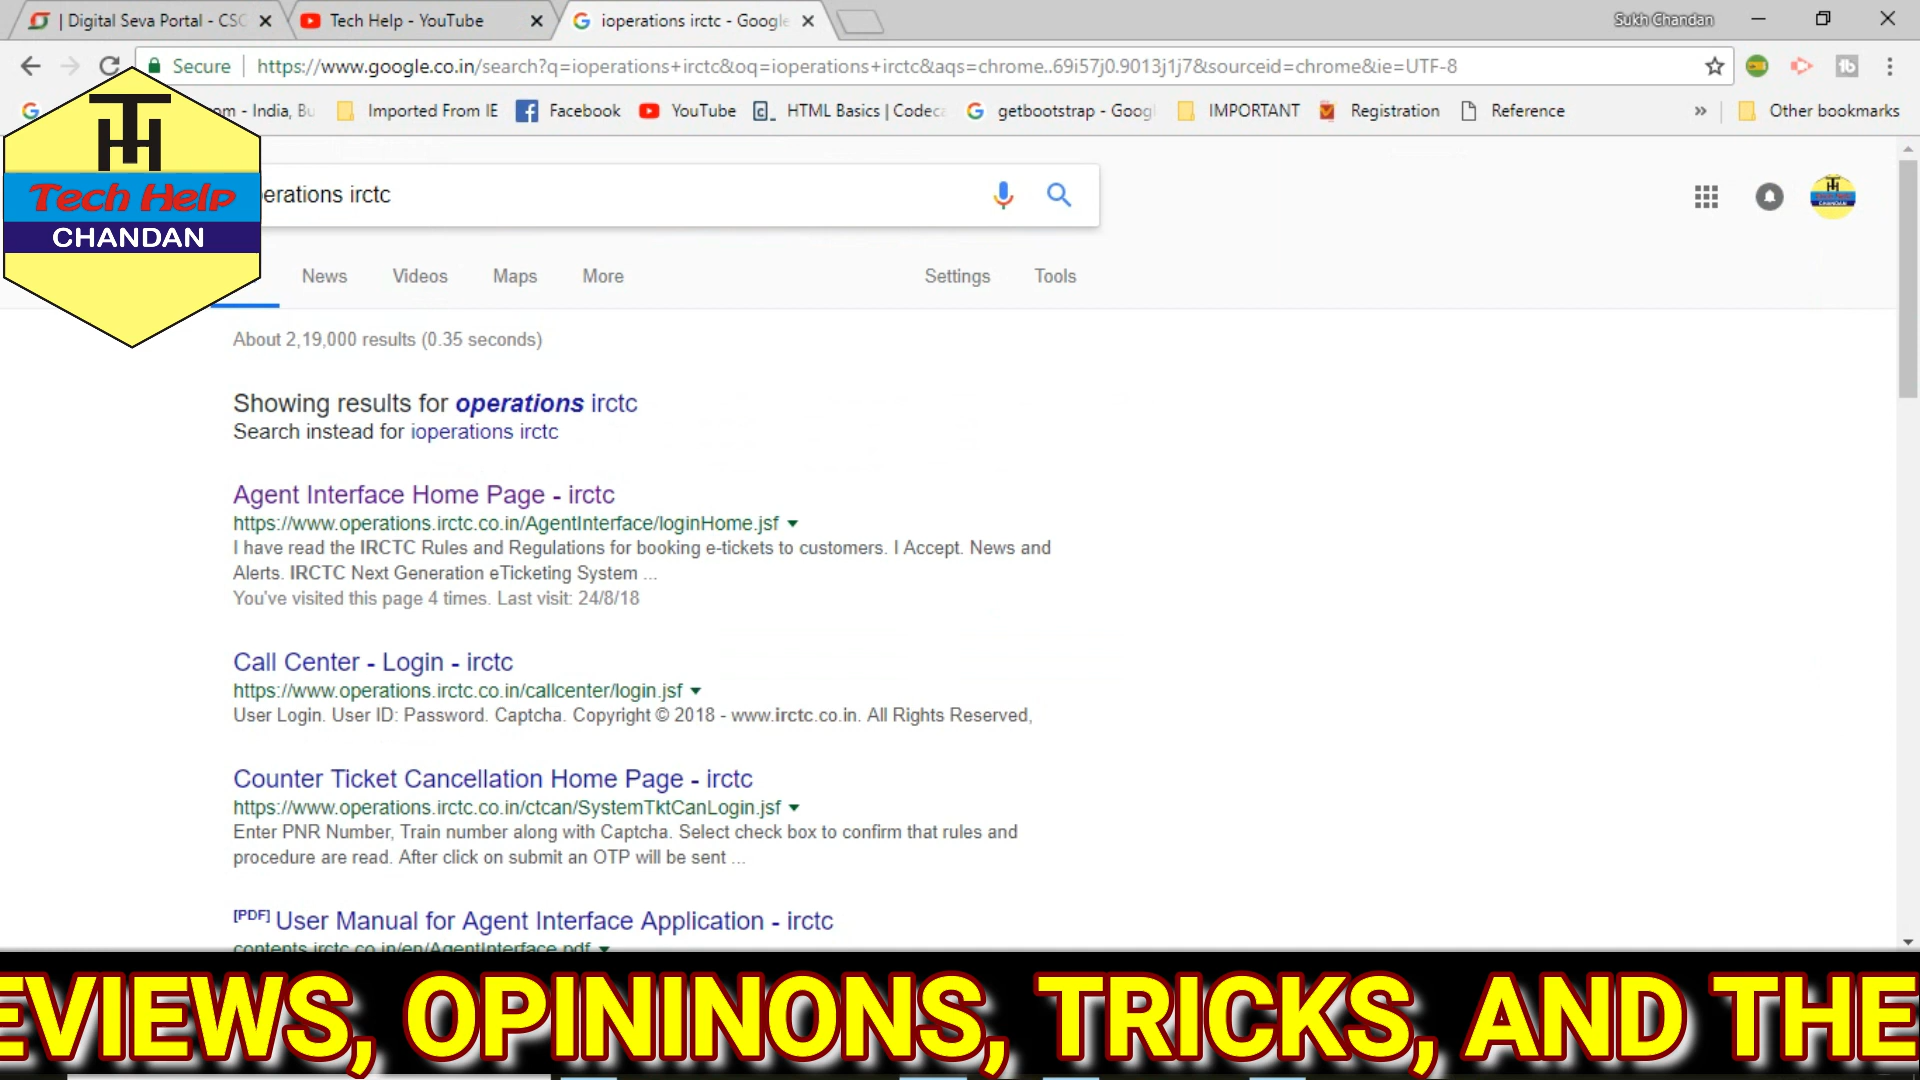 | Digital Seva Portal - CSC
Tech Help - YouTube
ioperations irctc - Google
Sukh Chandan
Secure
https://www.google.co.in/search?q=ioperations+irctc&oq=ioperations+irctc&aqs=chrome..69i57j0.9013j1j7&sourceid=chrome&ie=UTF-8
om - India, Bu
Imported From IE
Facebook
YouTube
HTML Basics | Codeca
getbootstrap - Googl
IMPORTANT
Registration
Reference
Other bookmarks
TH
Tech Help
CHANDAN
erations irctc
News
Videos
Maps
More
Settings
Tools
About 2,19,000 results (0.35 seconds)
Showing results for operations irctc
Search instead for ioperations irctc
Agent Interface Home Page - irctc
https://www.operations.irctc.co.in/AgentInterface/loginHome.jsf
I have read the IRCTC Rules and Regulations for booking e-tickets to customers. I Accept. News and
Alerts. IRCTC Next Generation eTicketing System ...
You've visited this page 4 times. Last visit: 24/8/18
Call Center - Login - irctc
https://www.operations.irctc.co.in/callcenter/login.jsf
User Login. User ID: Password. Captcha. Copyright © 2018 - www.irctc.co.in. All Rights Reserved,
Counter Ticket Cancellation Home Page - irctc
https://www.operations.irctc.co.in/ctcan/SystemTktCanLogin.jsf
Enter PNR Number, Train number along with Captcha. Select check box to confirm that rules and
procedure are read. After click on submit an OTP will be sent ...
[PDF] User Manual for Agent Interface Application - irctc
contents.irctc.co.in/en/AgentInterface.pdf
EVIEWS, OPININONS, TRICKS, AND THE